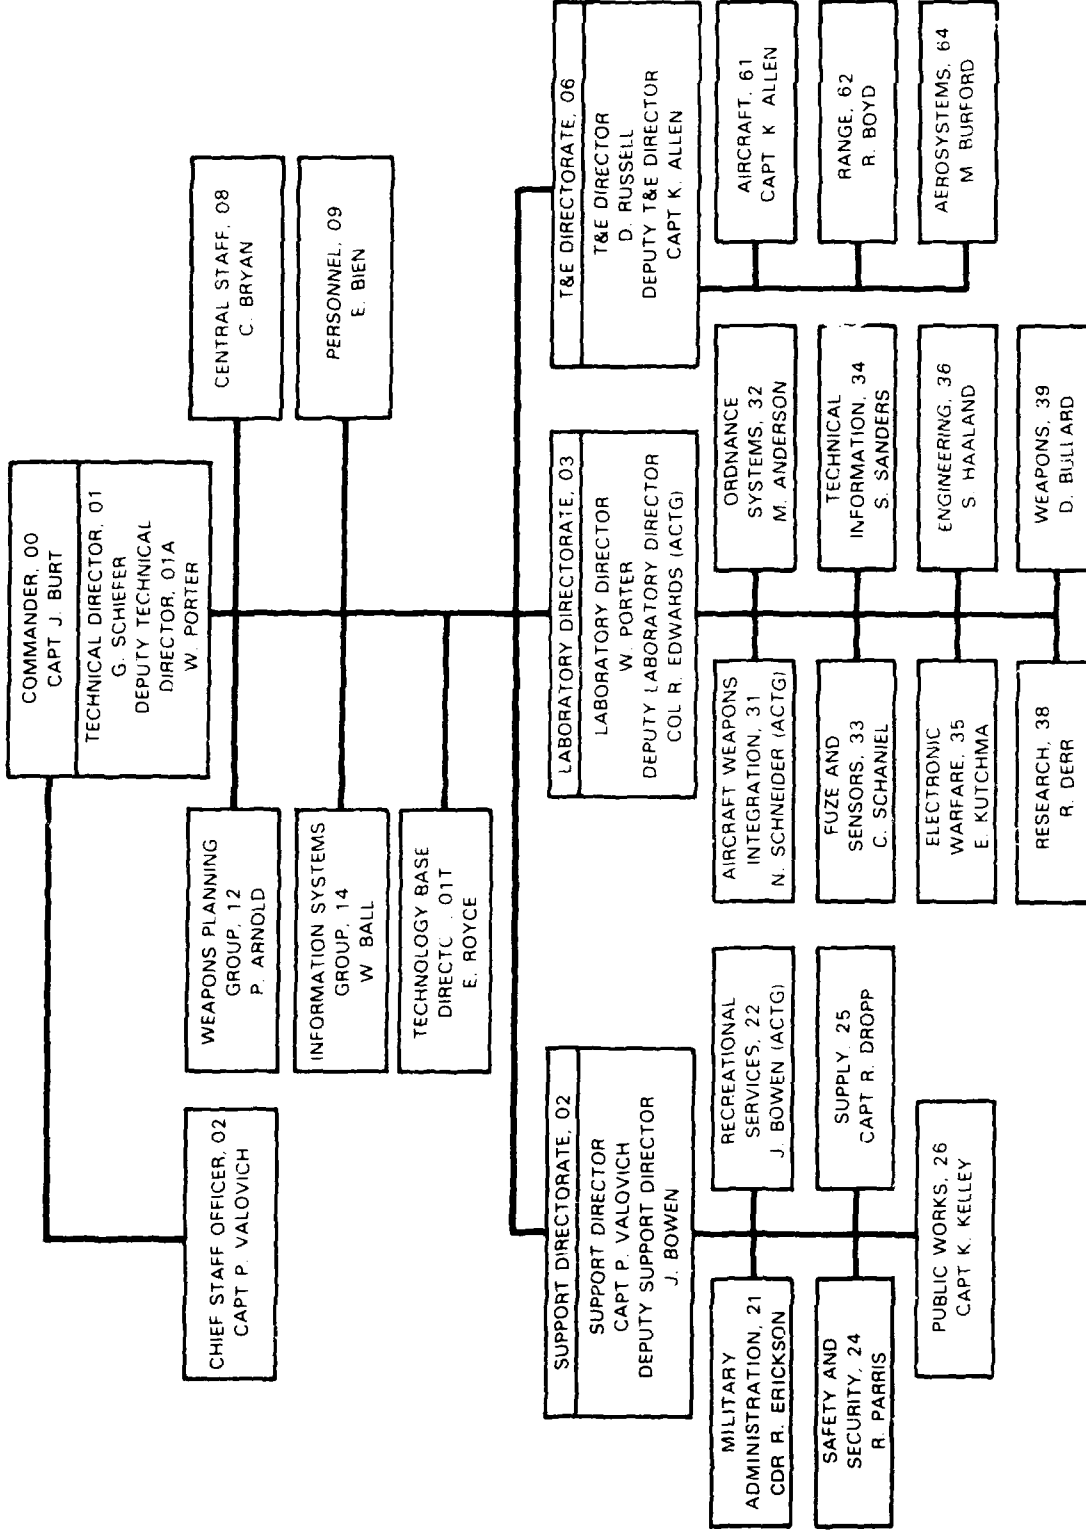 COMMANDER, 00
CAPT J. BURT
TECHNICAL DIRECTOR, 01
G. SCHIEFER
DEPUTY TECHNICAL
DIRECTOR, 01A
W. PORTER
CHIEF STAFF OFFICER, 02
CAPT P. VALOVICH
WEAPONS PLANNING
GROUP, 12
P. ARNOLD
CENTRAL STAFF, 08
C. BRYAN
INFORMATION SYSTEMS
GROUP, 14
W BALL
PERSONNEL, 09
E. BIEN
TECHNOLOGY BASE
DIRECTC . 01T
E. ROYCE
SUPPORT DIRECTORATE, 02
SUPPORT DIRECTOR
CAPT P. VALOVICH
DEPUTY SUPPORT DIRECTOR
J. BOWEN
MILITARY
ADMINISTRATION, 21
CDR R. ERICKSON
RECREATIONAL
SERVICES, 22
J. BOWEN (ACTG)
SAFETY AND
SECURITY, 24
R. PARRIS
SUPPLY, 25
CAPT R. DROPP
PUBLIC WORKS, 26
CAPT K. KELLEY
LABORATORY DIRECTORATE, 03
LABORATORY DIRECTOR
W. PORTER
DEPUTY LABORATORY DIRECTOR
COL R. EDWARDS (ACTG)
AIRCRAFT WEAPONS
INTEGRATION, 31
N. SCHNEIDER (ACTG)
ORDNANCE
SYSTEMS, 32
M. ANDERSON
FUZE AND
SENSORS, 33
C. SCHANIEL
TECHNICAL
INFORMATION, 34
S. SANDERS
ELECTRONIC
WARFARE, 35
E. KUTCHMA
ENGINEERING, 36
S. HAALAND
RESEARCH, 38
R. DERR
WEAPONS, 39
D. BULLARD
T&E DIRECTORATE, 06
T&E DIRECTOR
D. RUSSELL
DEPUTY T&E DIRECTOR
CAPT K. ALLEN
AIRCRAFT, 61
CAPT K ALLEN
RANGE, 62
R. BOYD
AEROSYSTEMS, 64
M BURFORD